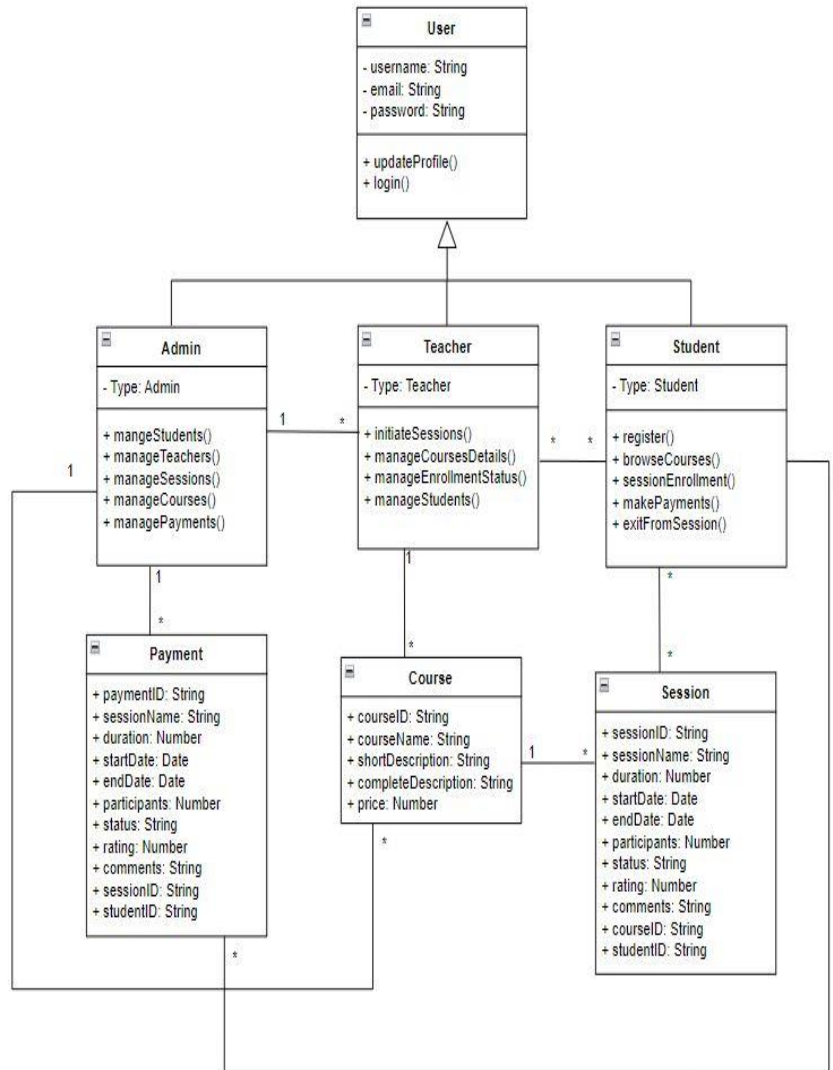 User
- username: String
- email: String
- password: String
+ updateProfile()
+ login()
Admin
- Type: Admin
+ mangeStudents()
+ manageTeachers()
+ manageSessions()
+ manageCourses()
+ managePayments()
Teacher
- Type: Teacher
+ initiateSessions()
+ manageCoursesDetails()
+ manageEnrollmentStatus()
+ manageStudents()
Student
- Type: Student
+ register()
+ browseCourses()
+ sessionEnrollment()
+ makePayments()
+ exitFromSession()
1
*
*
*
1
1
*
1
*
*
*
Payment
+ paymentID: String
+ sessionName: String
+ duration: Number
+ startDate: Date
+ endDate: Date
+ participants: Number
+ status: String
+ rating: Number
+ comments: String
+ sessionID: String
+ studentID: String
Course
+ courseID: String
+ courseName: String
+ shortDescription: String
+ completeDescription: String
+ price: Number
1
*
Session
+ sessionID: String
+ sessionName: String
+ duration: Number
+ startDate: Date
+ endDate: Date
+ participants: Number
+ status: String
+ rating: Number
+ comments: String
+ courseID: String
+ studentID: String
*
*